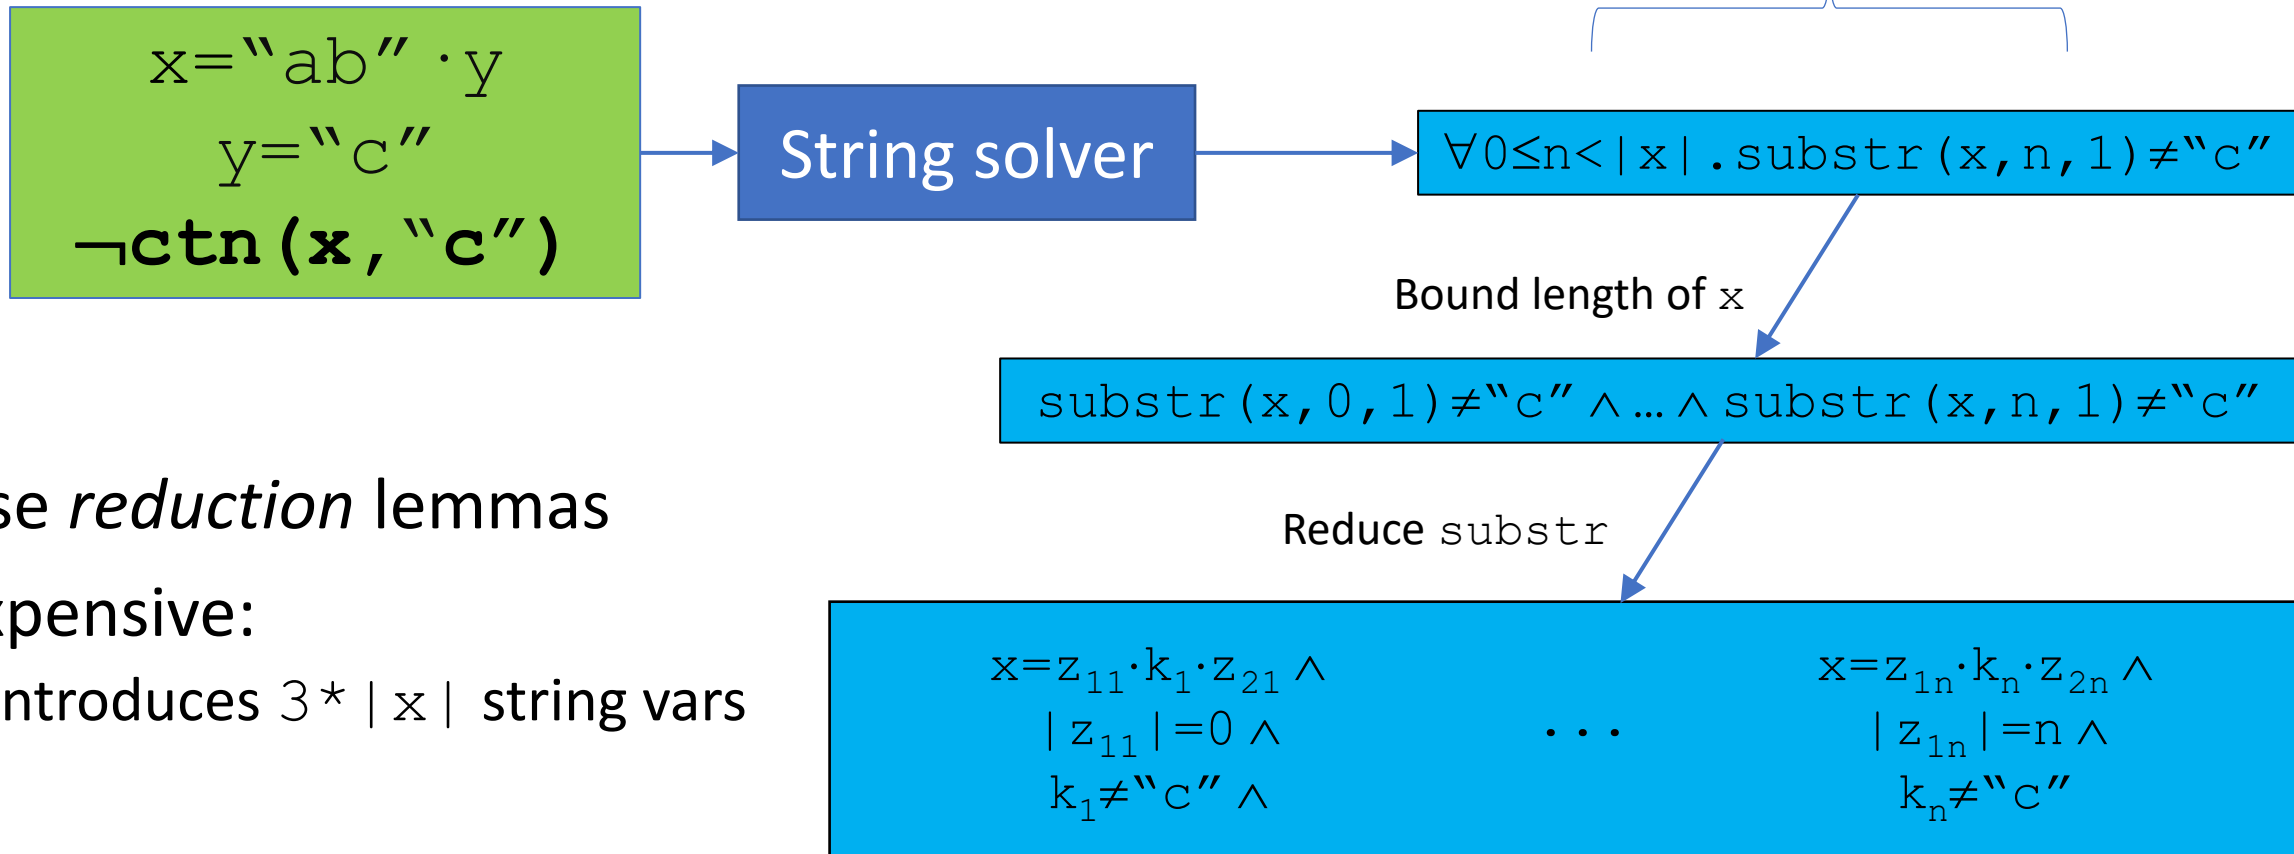 x=‶ab″·y
y=‶c″
¬ctn(x,‶c″)
String solver
∀0≤n<|x|.substr(x,n,1)≠‶c″
Bound length of x
substr(x,0,1)≠‶c″ ∧ … ∧ substr(x,n,1)≠‶c″
se reduction lemmas
Reduce substr
xpensive:
ntroduces 3*|x| string vars
x=z₁₁·k₁·z₂₁ ∧
|z₁₁|=0 ∧
k₁≠‶c″ ∧
...
x=z₁ₙ·kₙ·z₂ₙ ∧
|z₁ₙ|=n ∧
kₙ≠‶c″